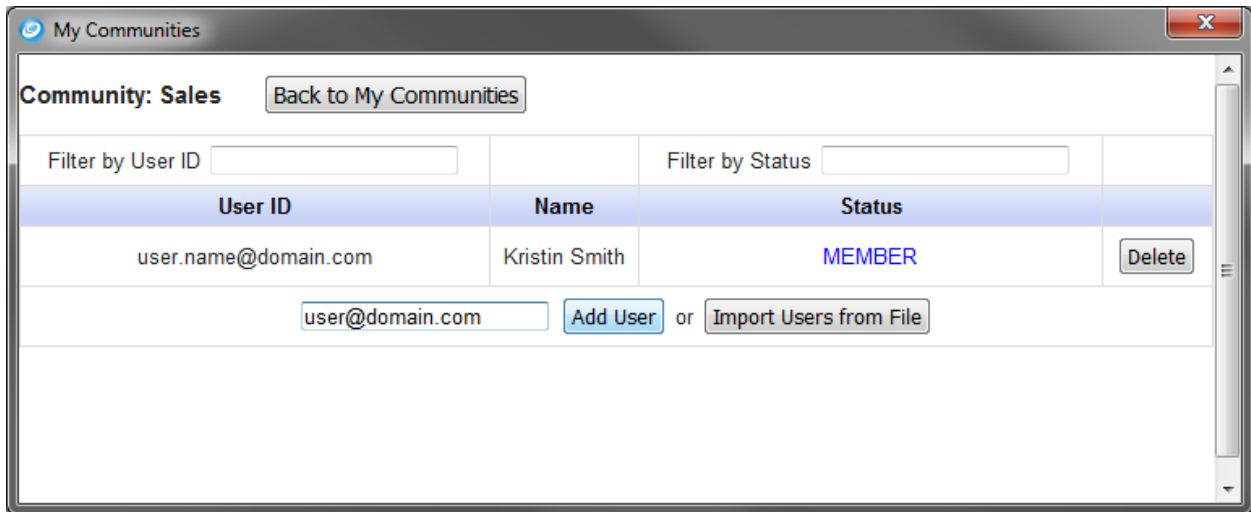 My Communities
Community: Sales Back to My Communities
Filter by User ID Filter by Status
User ID Name Status
user.name@domain.com Kristin Smith MEMBER Delete
user@domain.com Add User or Import Users from File